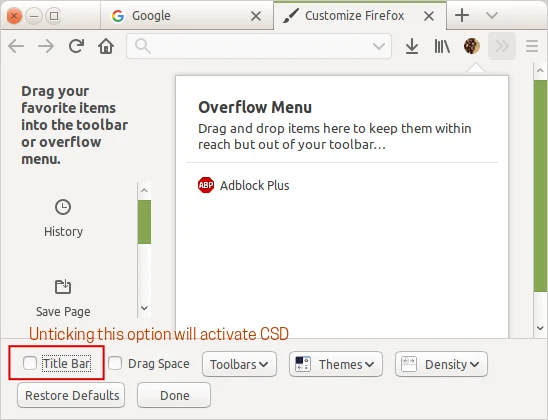 Google
Customize Firefox
Drag your
favorite items
into the toolbar
or overflow
menu.
Overflow Menu
Drag and drop items here to keep them within
reach but out of your toolbar...
ABP Adblock Plus
History
Save Page
Unticking this option will activate CSD
Title Bar Drag Space Toolbars Themes Density
Restore Defaults Done